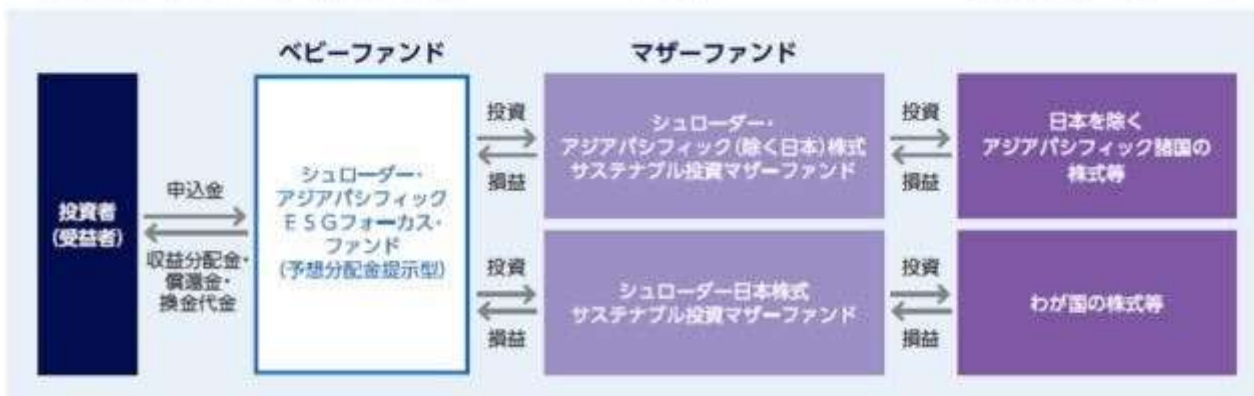 ベビーファンド
マザーファンド
投資者
(受益者)
申込金
収益分配金・
償還金・
換金代金
シュローダー・
アジアパシフィック
ESGフォーカス・
ファンド
(予想分配金提示型)
投資
損益
シュローダー・
アジアパシフィック(除く日本)株式
サステナブル投資マザーファンド
投資
損益
日本を除く
アジアパシフィック諸国の
株式等
投資
損益
シュローダー日本株式
サステナブル投資マザーファンド
投資
損益
わが国の株式等